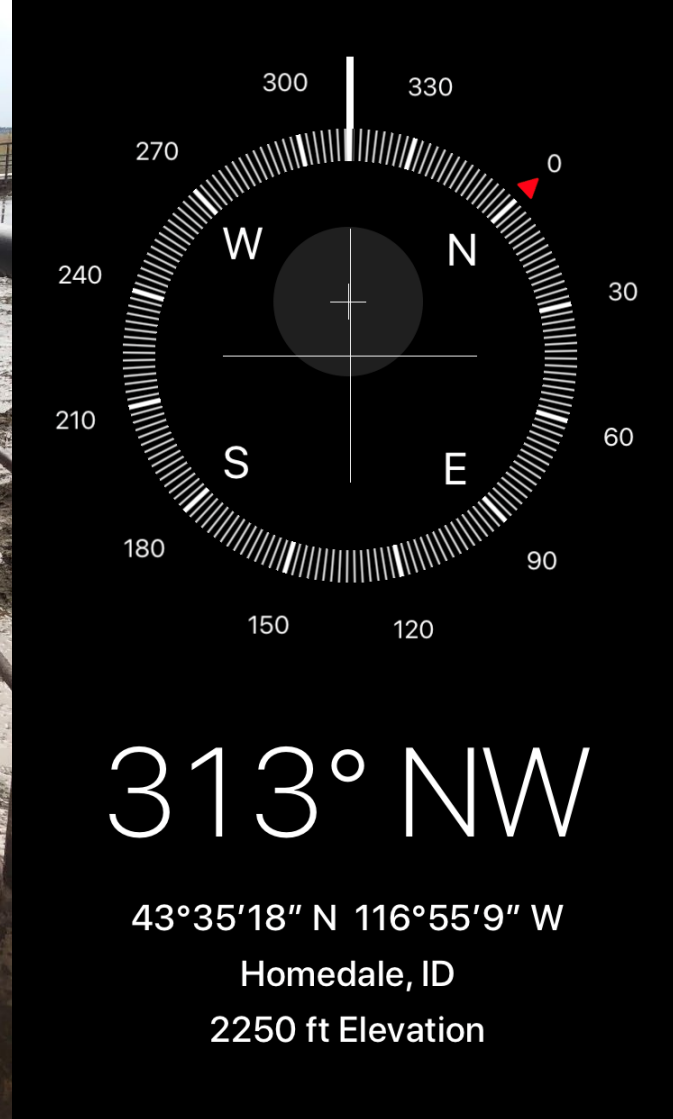 300 330
270 0
W N
240 30
210 60
S E
180 90
150 120
313° NW
43°35′18″ N 116°55′9″ W
Homedale, ID
2250 ft Elevation